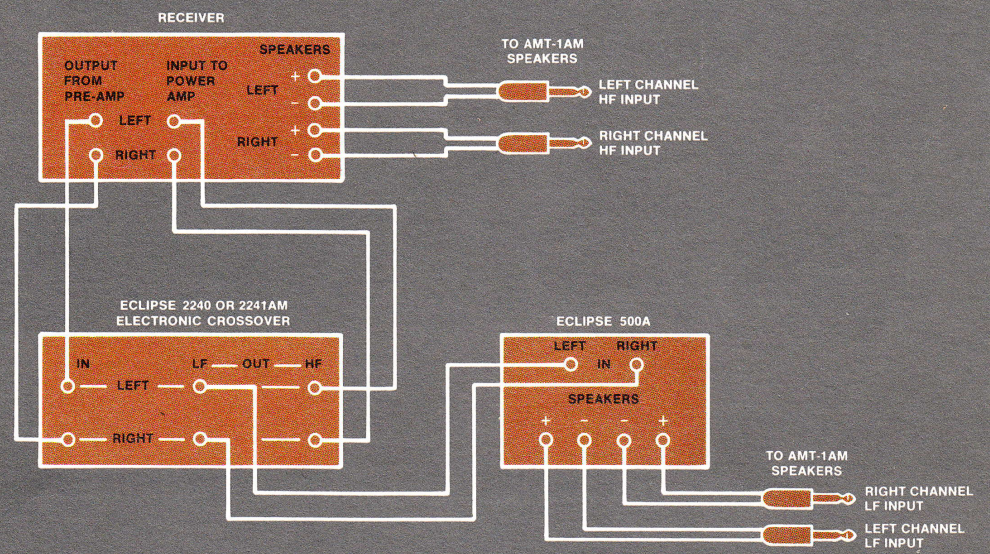 RECEIVER
OUTPUT
FROM
PRE-AMP
INPUT TO
POWER
AMP
SPEAKERS
LEFT
+
-
RIGHT
+
-
LEFT
RIGHT
TO AMT-1AM
SPEAKERS
LEFT CHANNEL
HF INPUT
RIGHT CHANNEL
HF INPUT
ECLIPSE 2240 OR 2241AM
ELECTRONIC CROSSOVER
IN
LF — OUT — HF
LEFT
RIGHT
ECLIPSE 500A
LEFT RIGHT
IN
SPEAKERS
+ - - +
TO AMT-1AM
SPEAKERS
RIGHT CHANNEL
LF INPUT
LEFT CHANNEL
LF INPUT